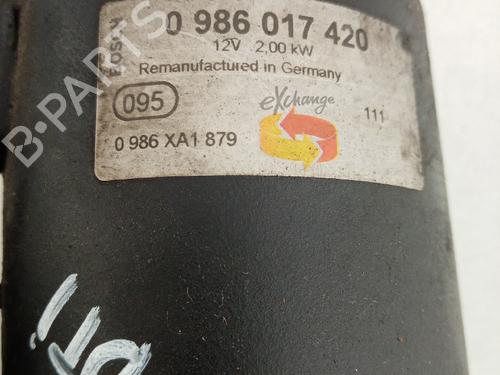 BOSCH
0 986 017 420
12V 2,00 kW
Remanufactured in Germany
095
eXchange
111
0 986 XA1 879
B-PARTS